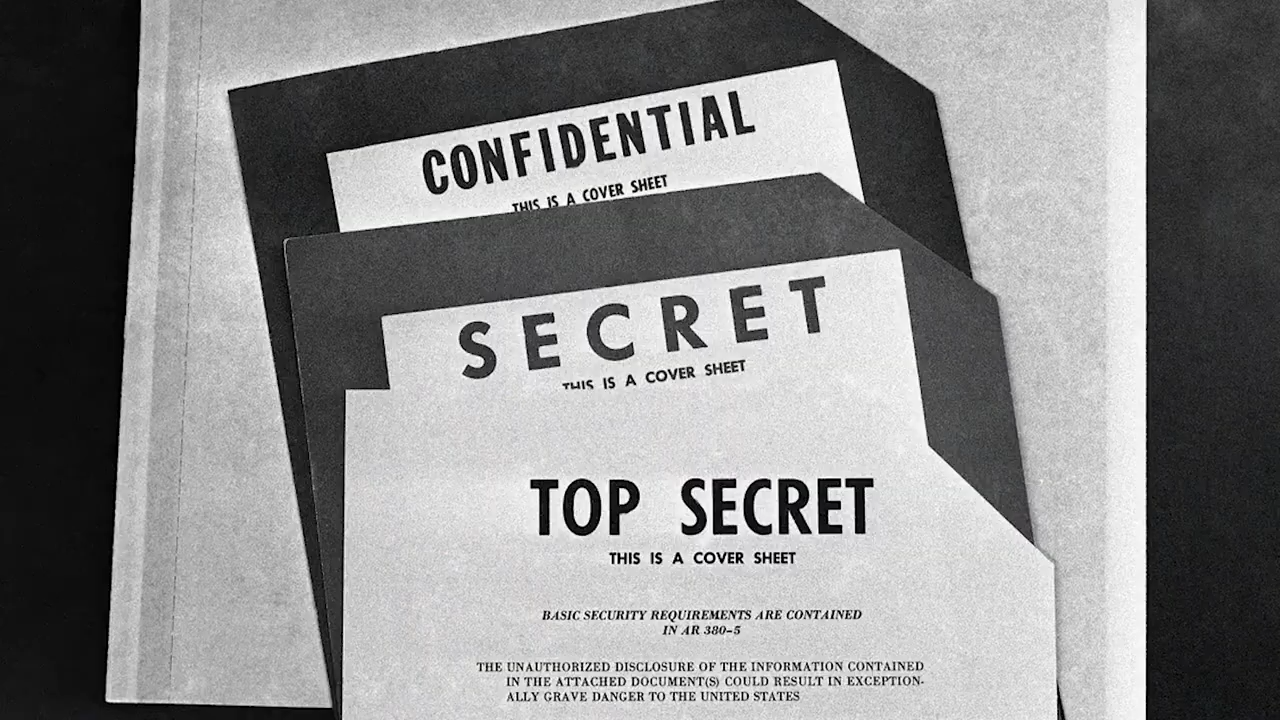 CONFIDENTIAL
THIS IS A COVER SHEET
SECRET
THIS IS A COVER SHEET
TOP SECRET
THIS IS A COVER SHEET
BASIC SECURITY REQUIREMENTS ARE CONTAINED
IN AR 380-5
THE UNAUTHORIZED DISCLOSURE OF THE INFORMATION CONTAINED
IN THE ATTACHED DOCUMENT(S) COULD RESULT IN EXCEPTION-
ALLY GRAVE DANGER TO THE UNITED STATES